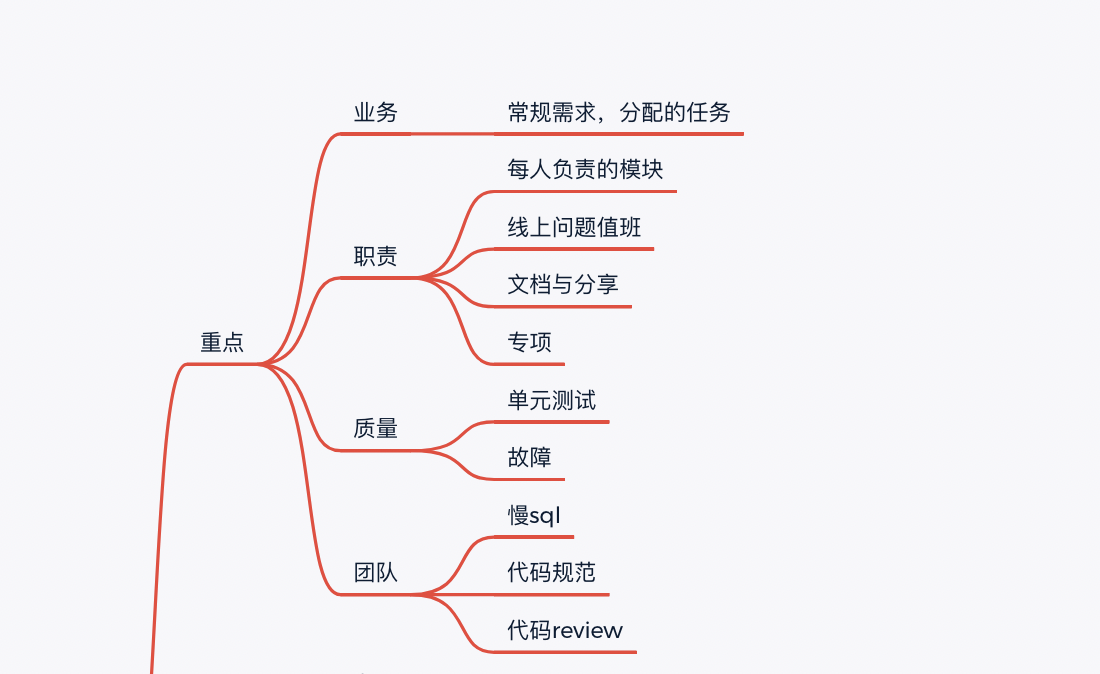 业务
常规需求，分配的任务
每人负责的模块
线上问题值班
职责
文档与分享
重点
专项
单元测试
质量
故障
慢sql
团队
代码规范
代码review